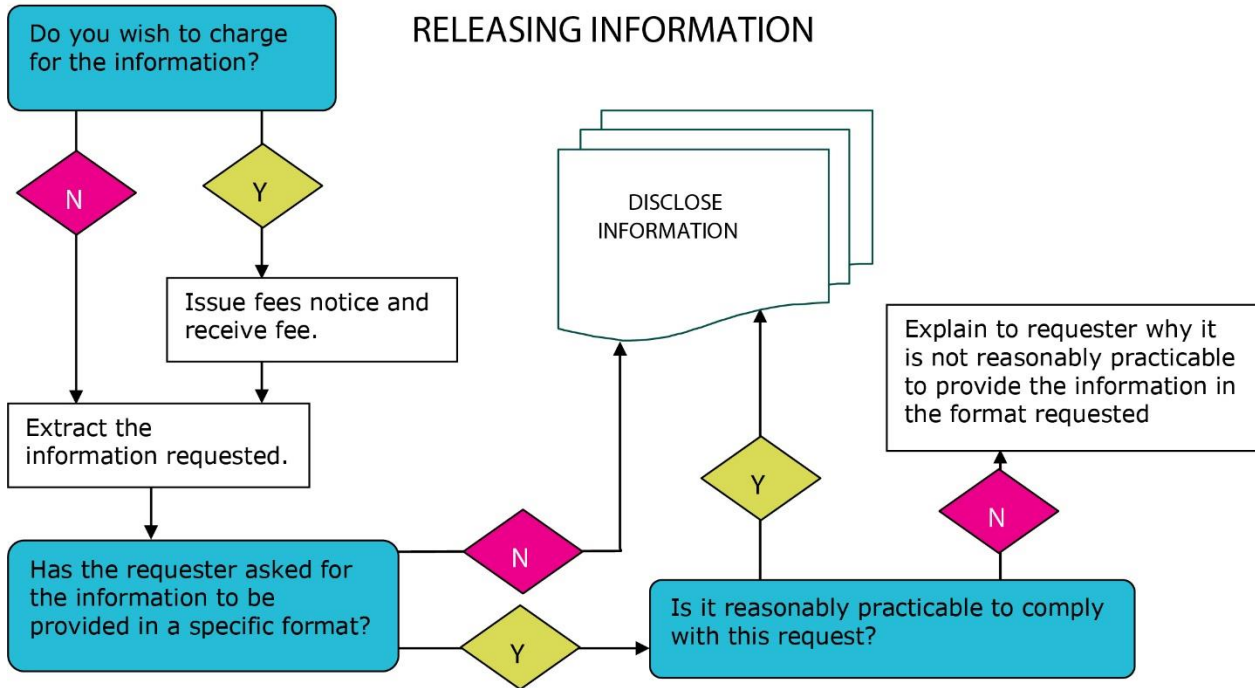 RELEASING INFORMATION
Do you wish to charge
for the information?
N
Y
Issue fees notice and
receive fee.
Extract the
information requested.
Has the requester asked for
the information to be
provided in a specific format?
N
Y
DISCLOSE
INFORMATION
Is it reasonably practicable to comply
with this request?
Y
N
Explain to requester why it
is not reasonably practicable
to provide the information in
the format requested